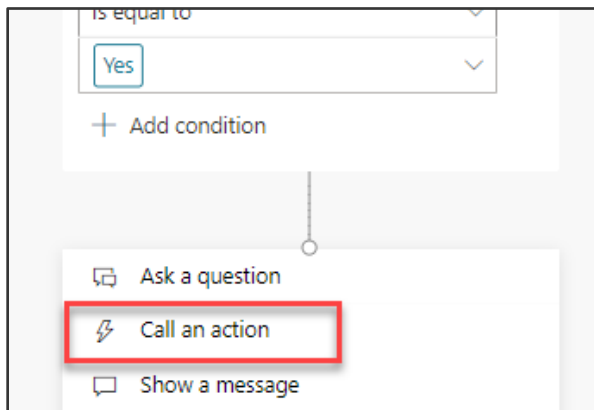 is equal to
Yes
Add condition
Ask a question
Call an action
Show a message